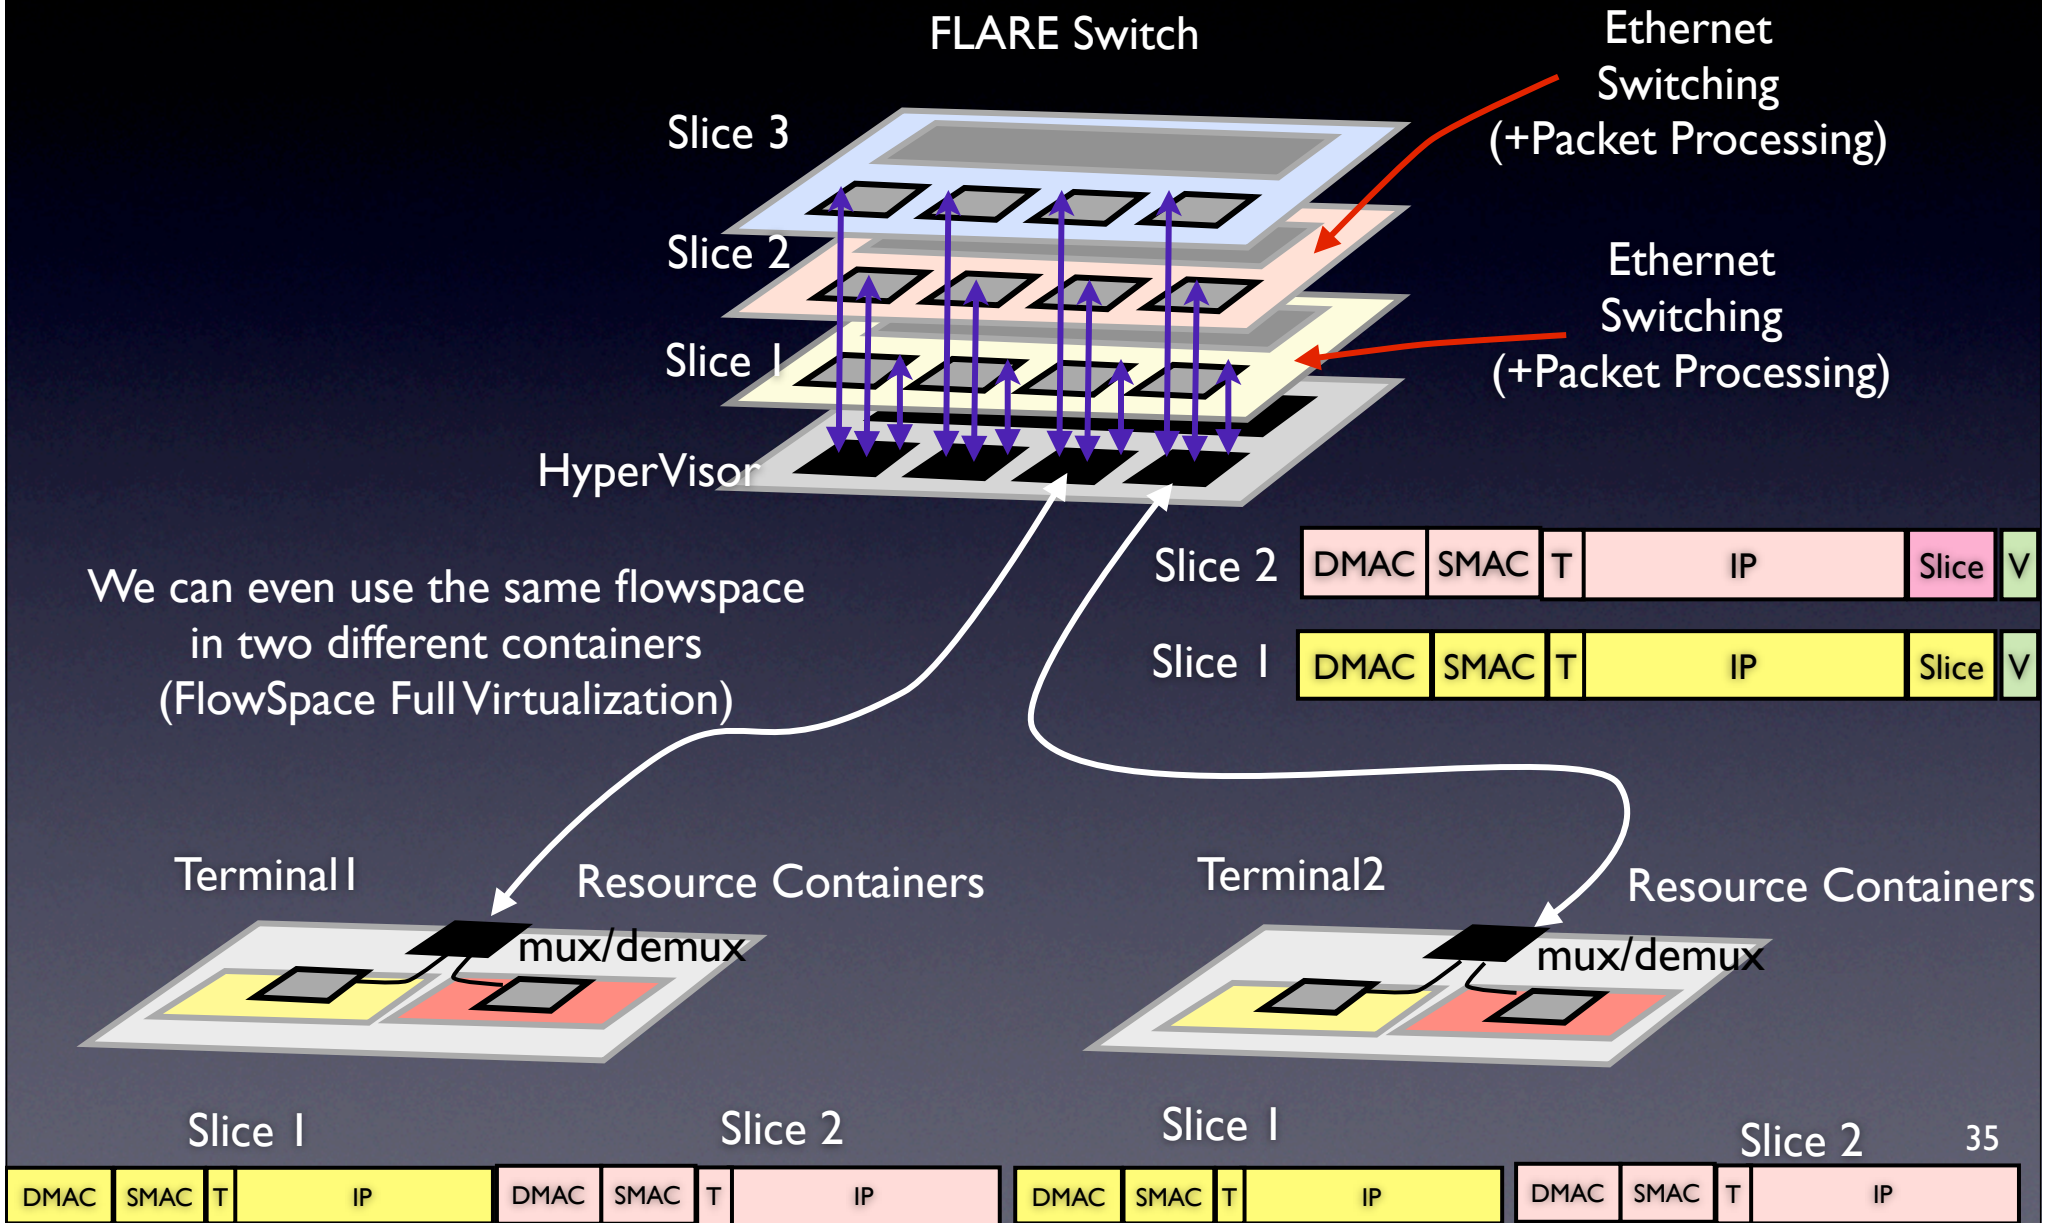 FLARE Switch
Ethernet
Switching
(+Packet Processing)
Slice 3
Slice 2
Ethernet
Switching
(+Packet Processing)
Slice 1
HyperVisor
Slice 2
DMAC SMAC T IP Slice V
Slice 1
DMAC SMAC T IP Slice V
We can even use the same flowspace
in two different containers
(FlowSpace Full Virtualization)
Terminal1
Resource Containers
mux/demux
Terminal2
Resource Containers
mux/demux
Slice 1
Slice 2
Slice 1
Slice 2
35
DMAC SMAC T IP DMAC SMAC T IP DMAC SMAC T IP DMAC SMAC T IP